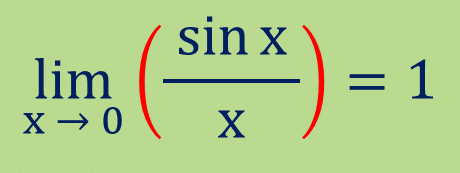 lim x → 0 ( sin x / x ) = 1